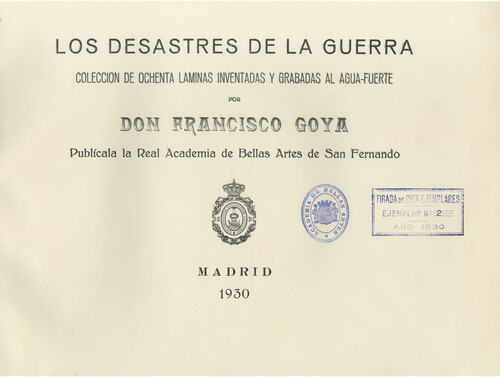 LOS DESASTRES DE LA GUERRA
COLECCION DE OCHENTA LAMINAS INVENTADAS Y GRABADAS AL AGUA-FUERTE
POR
DON FRANCISCO GOYA
Publícala la Real Academia de Bellas Artes de San Fernando
ACADEMIA DE BELLAS ARTES
TIRADA DE CIEN EJEMPLARES
EJEMPLAR Nº
AÑO 1930
MADRID
1930